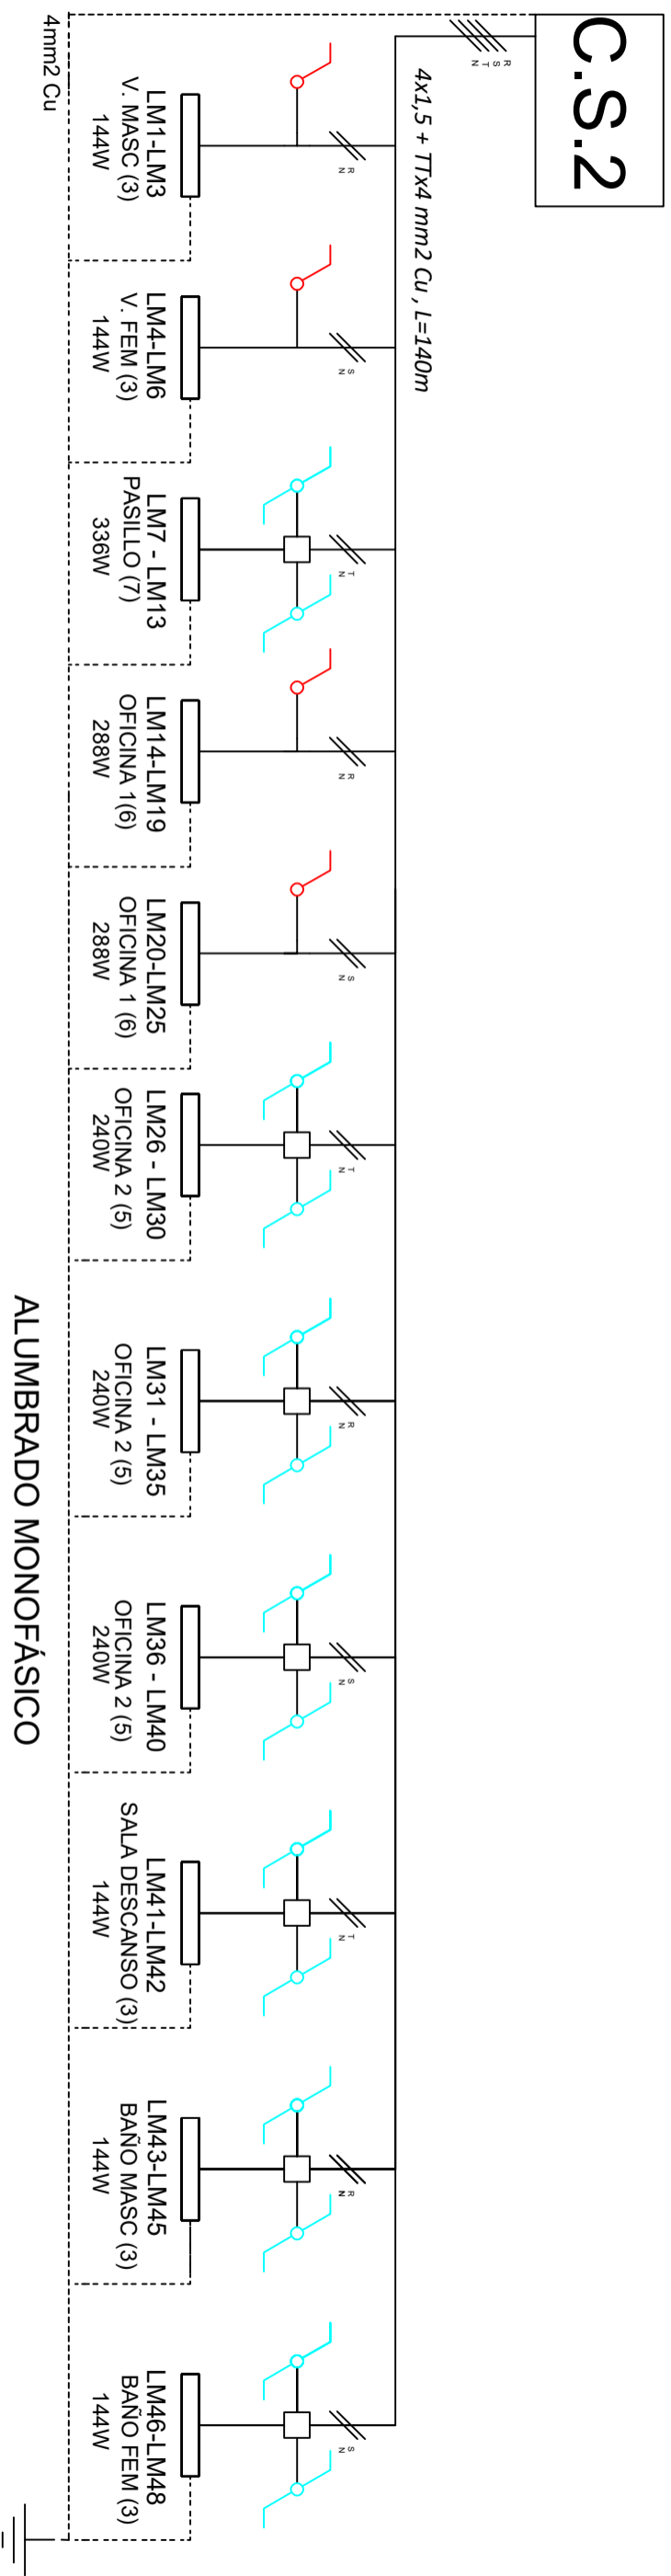 C.S.2
R
S
T
N
4x1,5 + TTx4 mm2 Cu , L=140m
R
N
S
N
T
N
R
N
S
N
T
N
R
N
S
N
T
N
R
N
S
N
LM1-LM3
V. MASC (3)
144W
LM4-LM6
V. FEM (3)
144W
LM7 - LM13
PASILLO (7)
336W
LM14-LM19
OFICINA 1(6)
288W
LM20-LM25
OFICINA 1 (6)
288W
LM26 - LM30
OFICINA 2 (5)
240W
LM31 - LM35
OFICINA 2 (5)
240W
LM36 - LM40
OFICINA 2 (5)
240W
LM41-LM42
SALA DESCANSO (3)
144W
LM43-LM45
BAÑO MASC (3)
144W
LM46-LM48
BAÑO FEM (3)
144W
4mm2 Cu
ALUMBRADO MONOFÁSICO